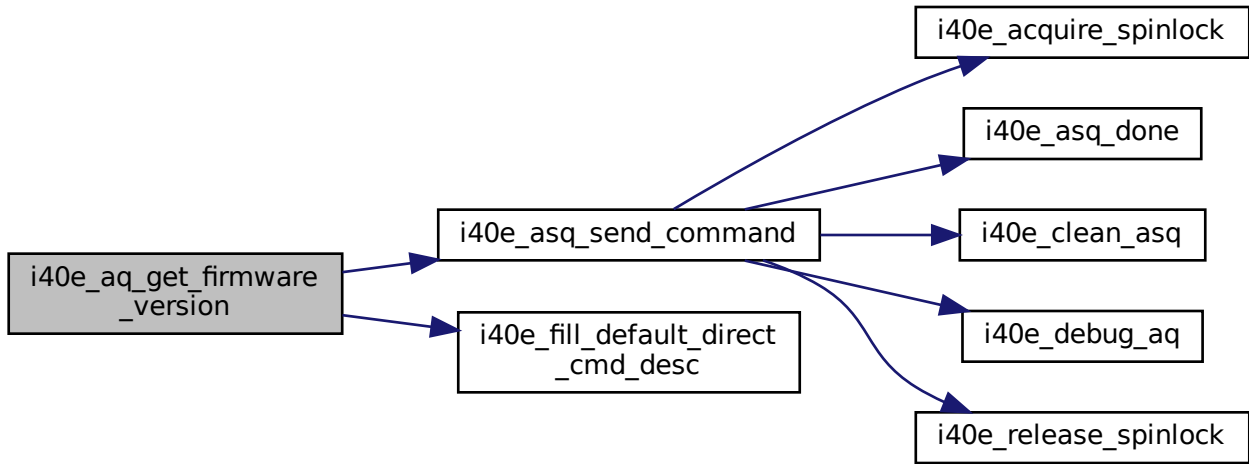 i40e_aq_get_firmware
_version
i40e_asq_send_command
i40e_fill_default_direct
_cmd_desc
i40e_acquire_spinlock
i40e_asq_done
i40e_clean_asq
i40e_debug_aq
i40e_release_spinlock